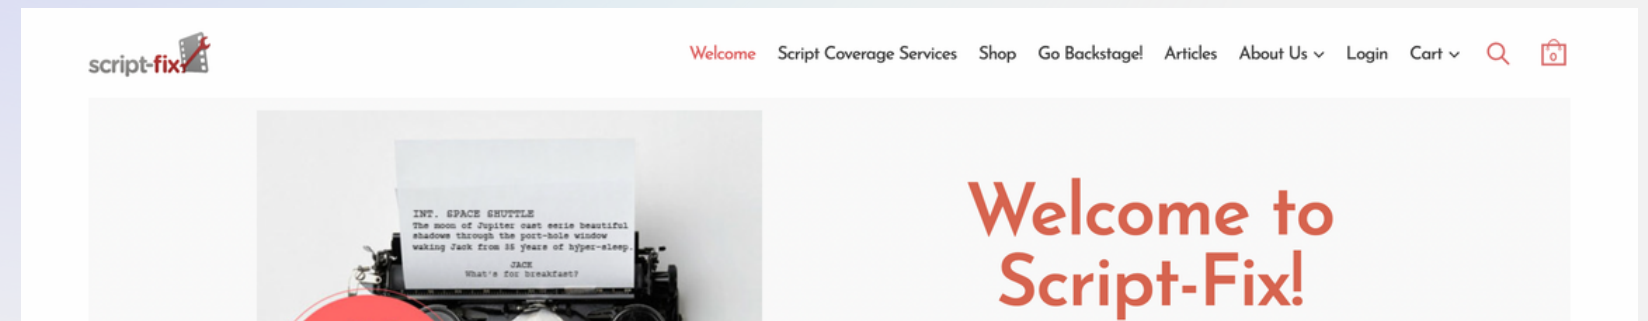 script-fix
Welcome Script Coverage Services Shop Go Backstage! Articles About Us Login Cart 0
INT. SPACE SHUTTLE
The moon of Jupiter cast eerie beautiful
shadows through the port-hole window
waking Jack from 35 years of hyper-sleep.
JACK
What's for breakfast?
Welcome to
Script-Fix!